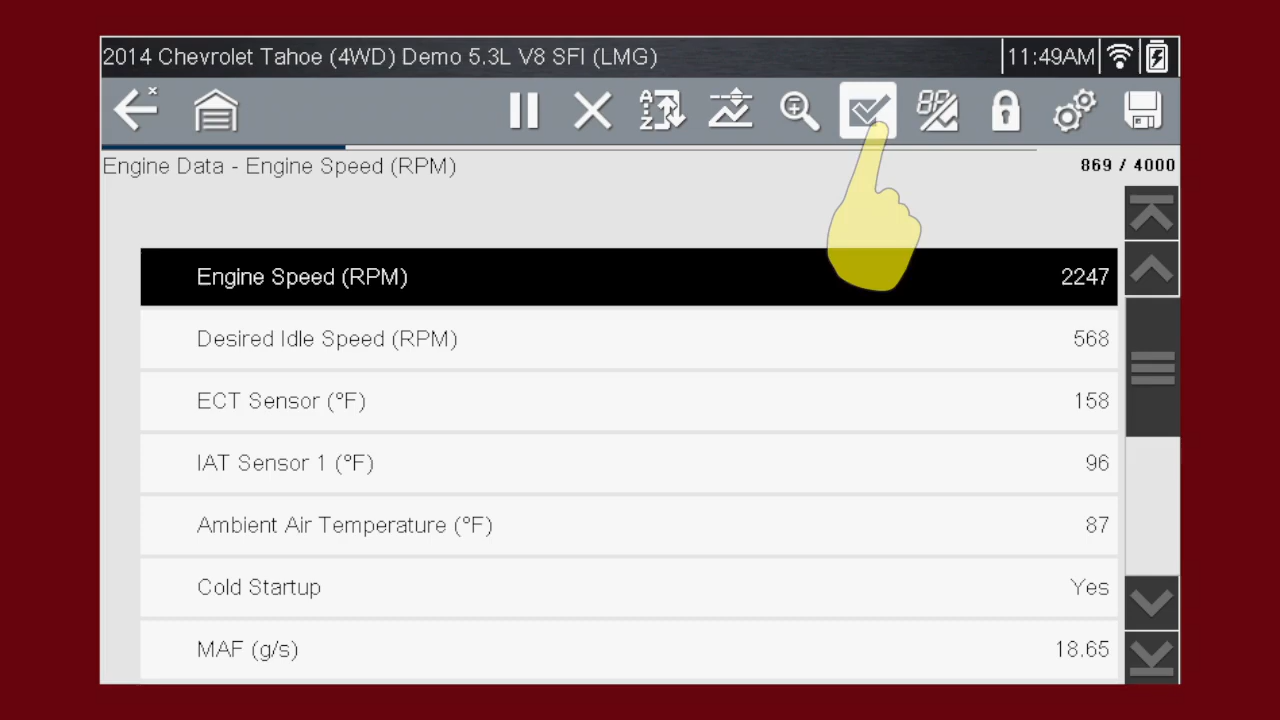 2014 Chevrolet Tahoe (4WD) Demo 5.3L V8 SFI (LMG)
11:49AM
A
Z
Engine Data - Engine Speed (RPM)
869 / 4000
Engine Speed (RPM) 2247
Desired Idle Speed (RPM) 568
ECT Sensor (°F) 158
IAT Sensor 1 (°F) 96
Ambient Air Temperature (°F) 87
Cold Startup Yes
MAF (g/s) 18.65